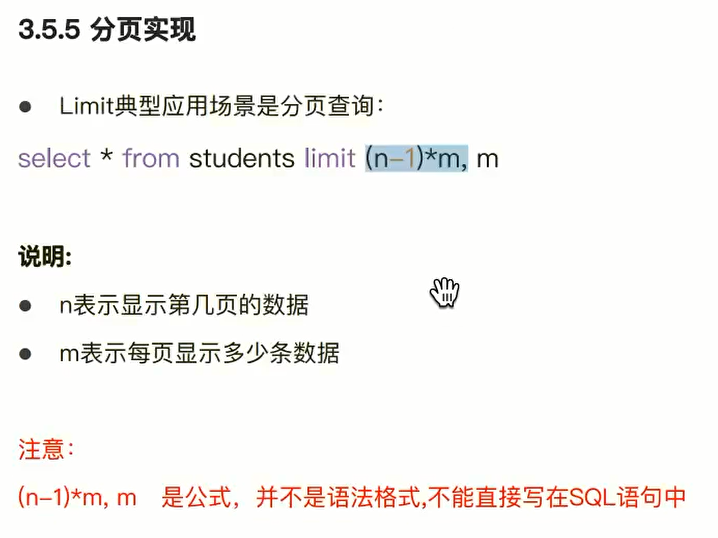 3.5.5 分页实现
● Limit典型应用场景是分页查询：
select * from students limit (n-1)*m, m
说明:
● n表示显示第几页的数据
● m表示每页显示多少条数据
注意：
(n-1)*m, m 是公式，并不是语法格式,不能直接写在SQL语句中